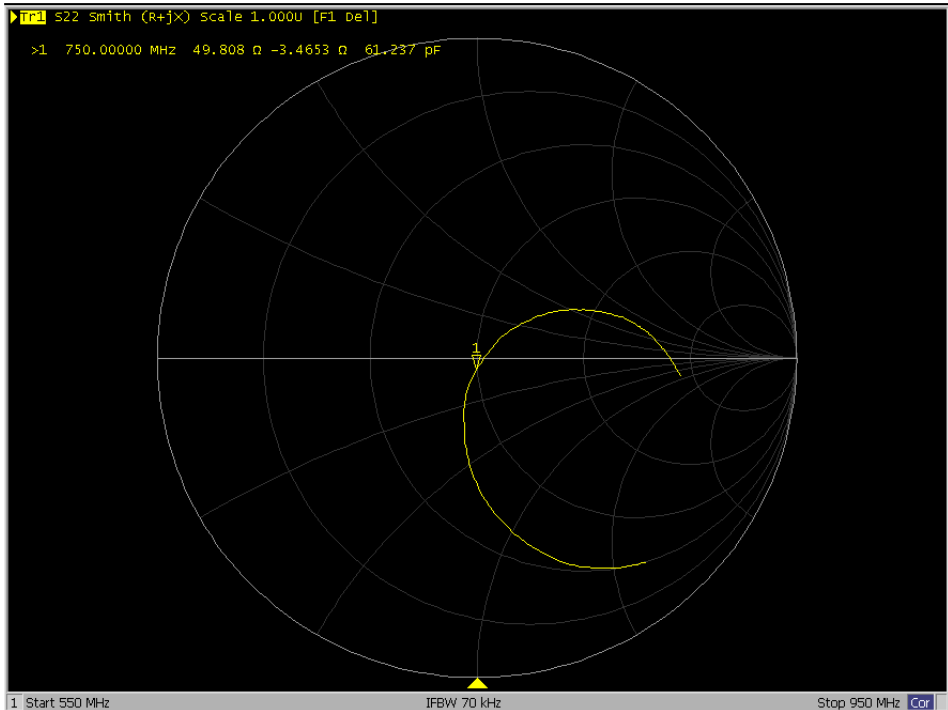 Tr1 S22 Smith (R+jX) Scale 1.000U [F1 Del]
>1 750.00000 MHz 49.808 Ω -3.4653 Ω 61.237 pF
1
1 Start 550 MHz IFBW 70 kHz Stop 950 MHz Cor